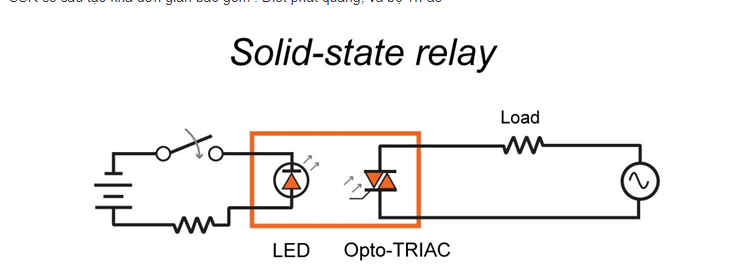 Solid-state relay
Load
LED
Opto-TRIAC